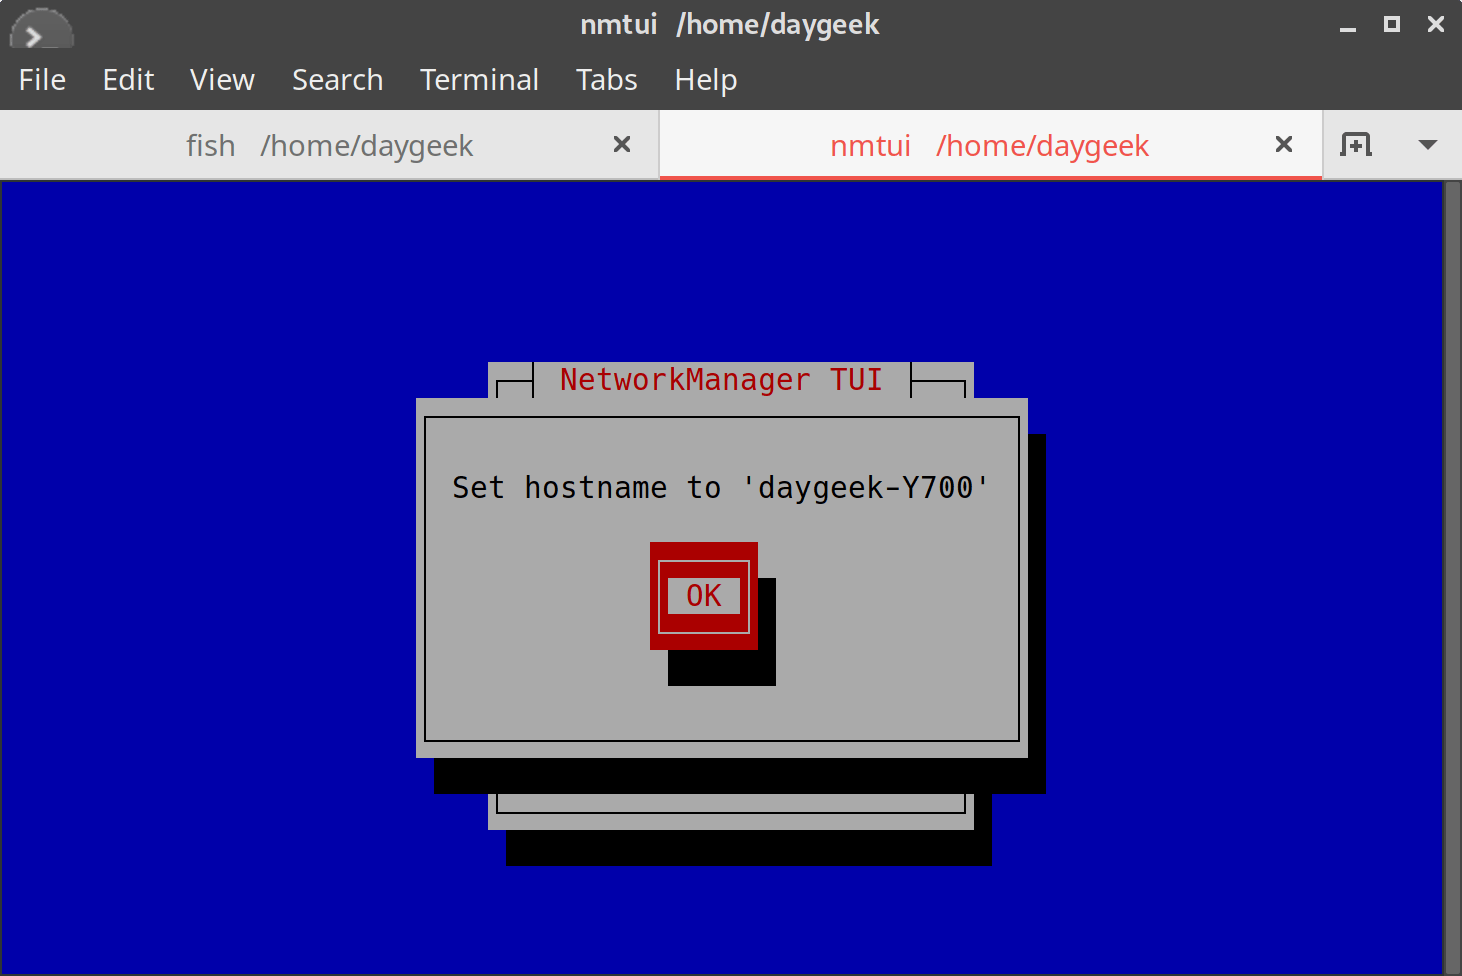 nmtui /home/daygeek
File Edit View Search Terminal Tabs Help
fish /home/daygeek nmtui /home/daygeek
NetworkManager TUI
Set hostname to 'daygeek-Y700'
OK